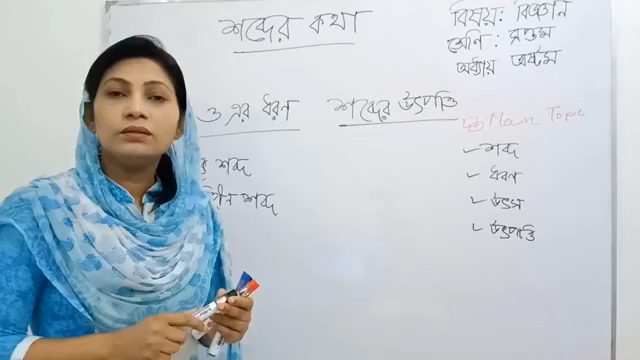 শব্দের কথা
বিষয়: বিজ্ঞান
শ্রেণি: সপ্তম
অধ্যায় অষ্টম
ও এর ধরন
শব্দ
শব্দ
শব্দের উৎপত্তি
Main Topic
শব্দ
ধরণ
উৎস
উৎপত্তি